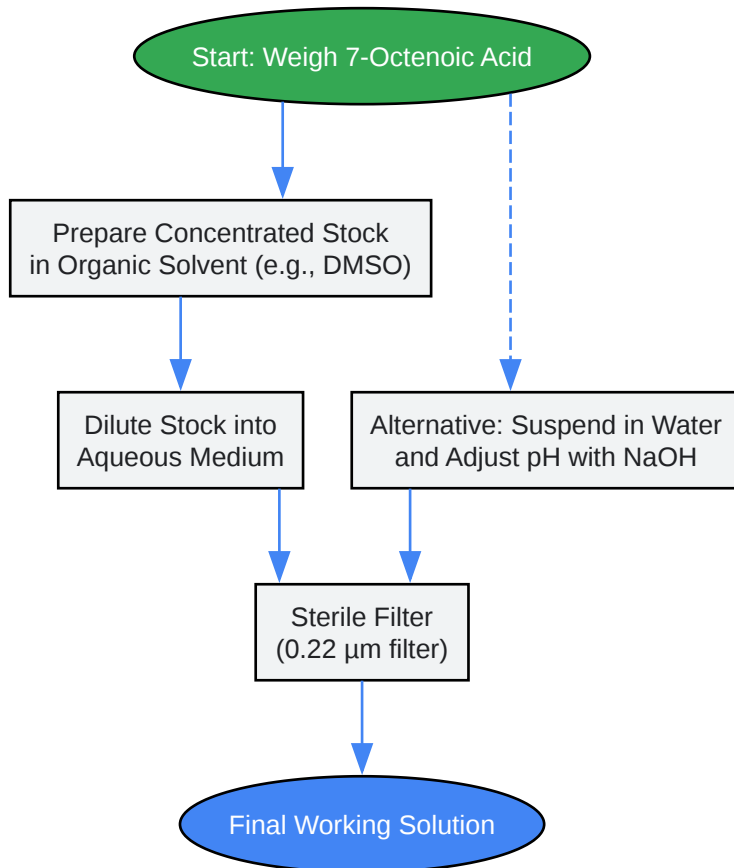 Start: Weigh 7-Octenoic Acid
Prepare Concentrated Stock
in Organic Solvent (e.g., DMSO)
Dilute Stock into
Aqueous Medium
Alternative: Suspend in Water
and Adjust pH with NaOH
Sterile Filter
(0.22 µm filter)
Final Working Solution